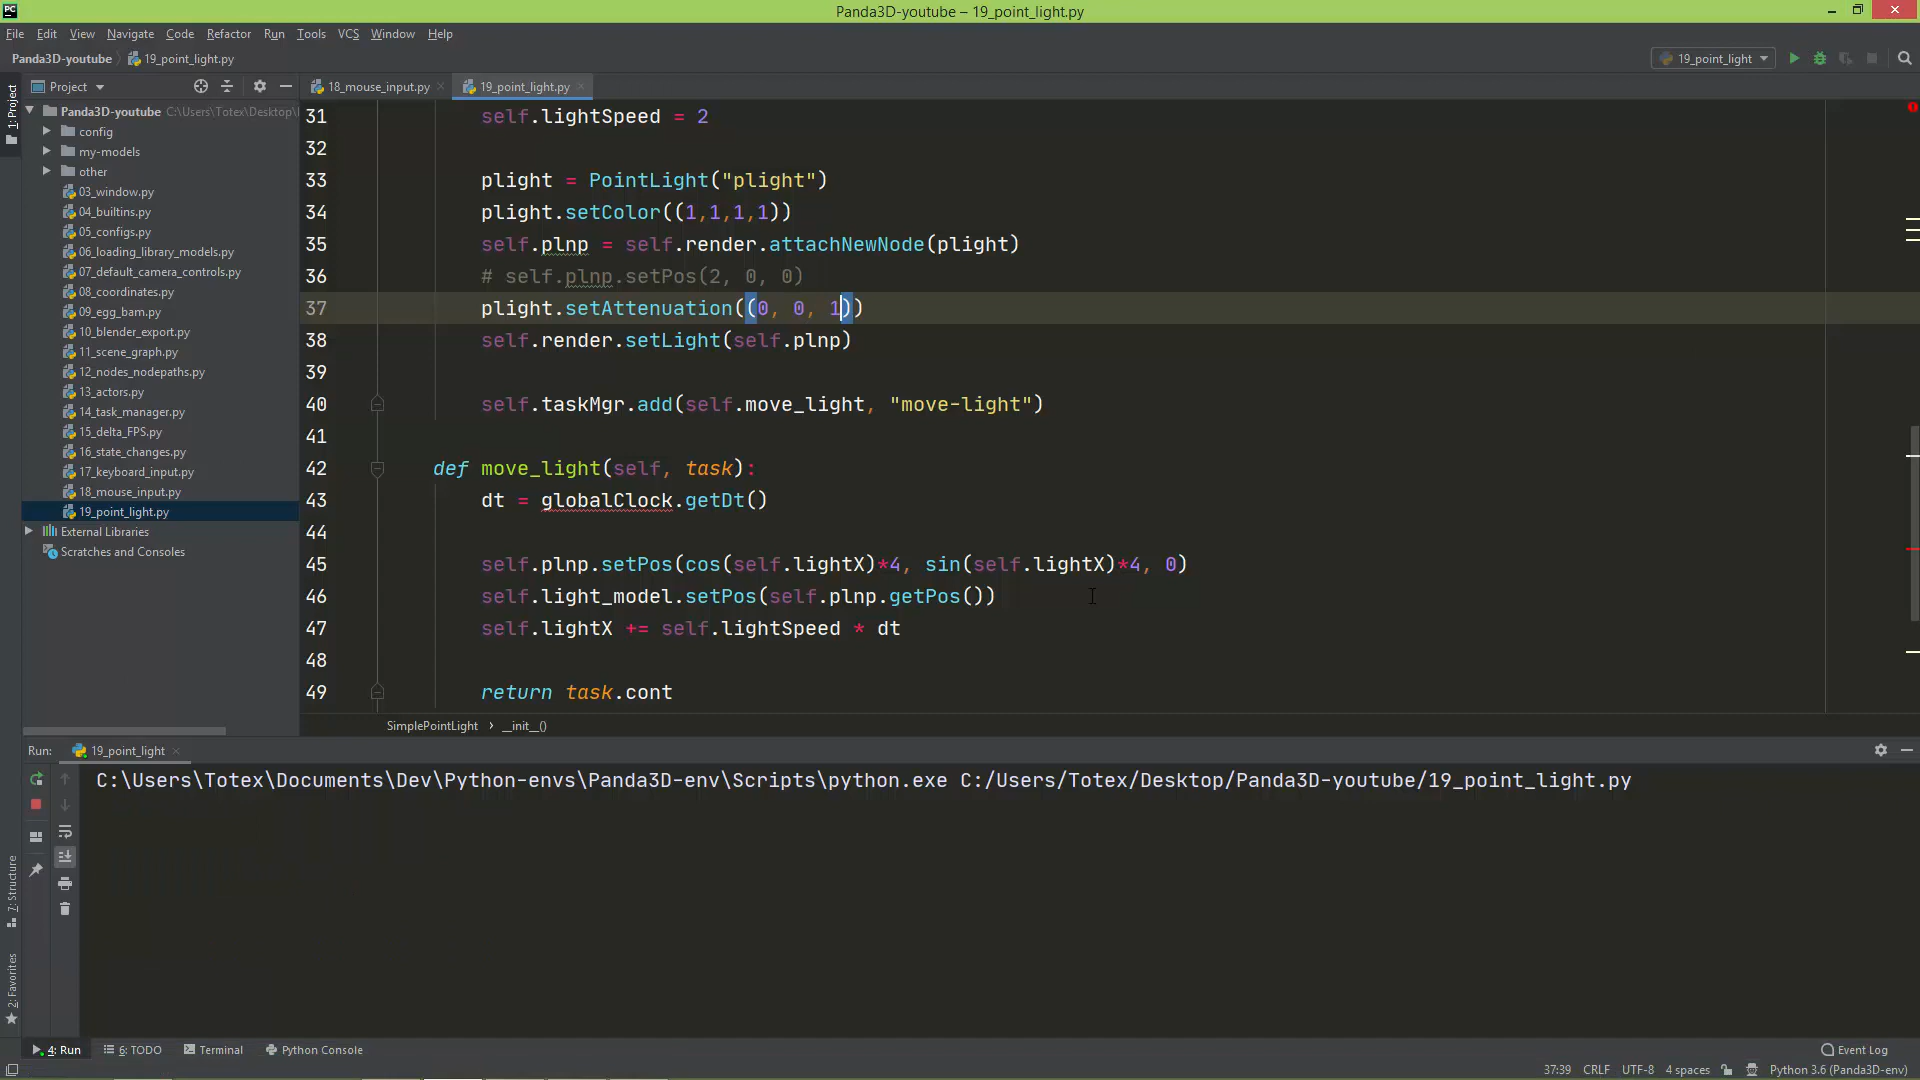 Panda3D-youtube – 19_point_light.py
File Edit View Navigate Code Refactor Run Tools VCS Window Help
Panda3D-youtube 19_point_light.py
19_point_light
Project
18_mouse_input.py
19_point_light.py
1: Project
Panda3D-youtube C:\Users\Totex\Desktop\
config
my-models
other
03_window.py
04_builtins.py
05_configs.py
06_loading_library_models.py
07_default_camera_controls.py
08_coordinates.py
09_egg_bam.py
10_blender_export.py
11_scene_graph.py
12_nodes_nodepaths.py
13_actors.py
14_task_manager.py
15_delta_FPS.py
16_state_changes.py
17_keyboard_input.py
18_mouse_input.py
19_point_light.py
External Libraries
Scratches and Consoles
31 self.lightSpeed = 2
32
33 plight = PointLight("plight")
34 plight.setColor((1,1,1,1))
35 self.plnp = self.render.attachNewNode(plight)
36 # self.plnp.setPos(2, 0, 0)
37 plight.setAttenuation((0, 0, 1))
38 self.render.setLight(self.plnp)
39
40 self.taskMgr.add(self.move_light, "move-light")
41
42 def move_light(self, task):
43 dt = globalClock.getDt()
44
45 self.plnp.setPos(cos(self.lightX)*4, sin(self.lightX)*4, 0)
46 self.light_model.setPos(self.plnp.getPos())
47 self.lightX += self.lightSpeed * dt
48
49 return task.cont
SimplePointLight › __init__()
Run: 19_point_light
C:\Users\Totex\Documents\Dev\Python-envs\Panda3D-env\Scripts\python.exe C:/Users/Totex/Desktop/Panda3D-youtube/19_point_light.py
7: Structure
2: Favorites
4: Run 6: TODO Terminal Python Console Event Log
37:39 CRLF UTF-8 4 spaces Python 3.6 (Panda3D-env)